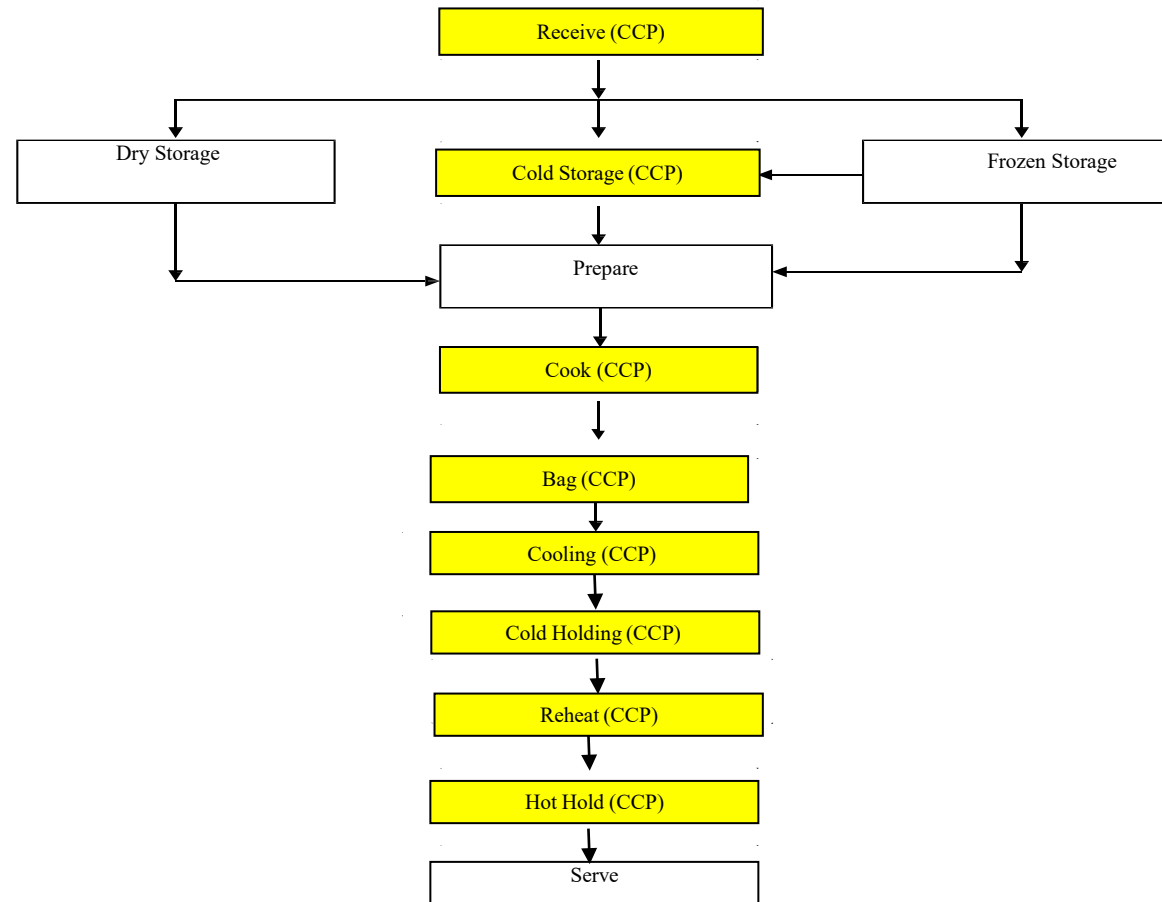 Receive (CCP)
Dry Storage
Cold Storage (CCP)
Frozen Storage
Prepare
Cook (CCP)
Bag (CCP)
Cooling (CCP)
Cold Holding (CCP)
Reheat (CCP)
Hot Hold (CCP)
Serve